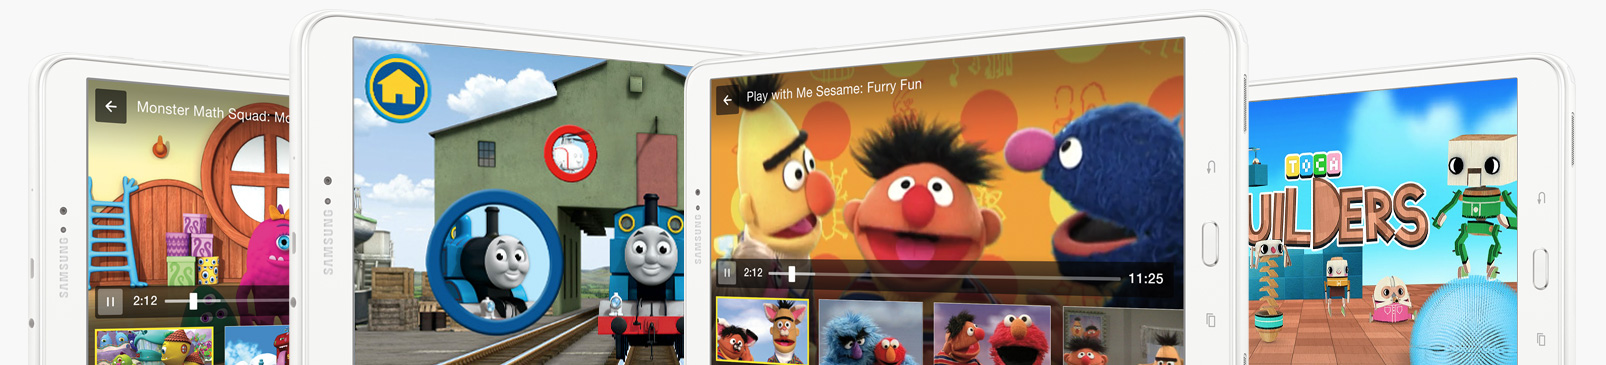 Monster Math Squad: Mo
SAMSUNG
2:12
SAMSUNG
1
Play with Me Sesame: Furry Fun
SAMSUNG
2:12
11:25
TOCA
UILDERS